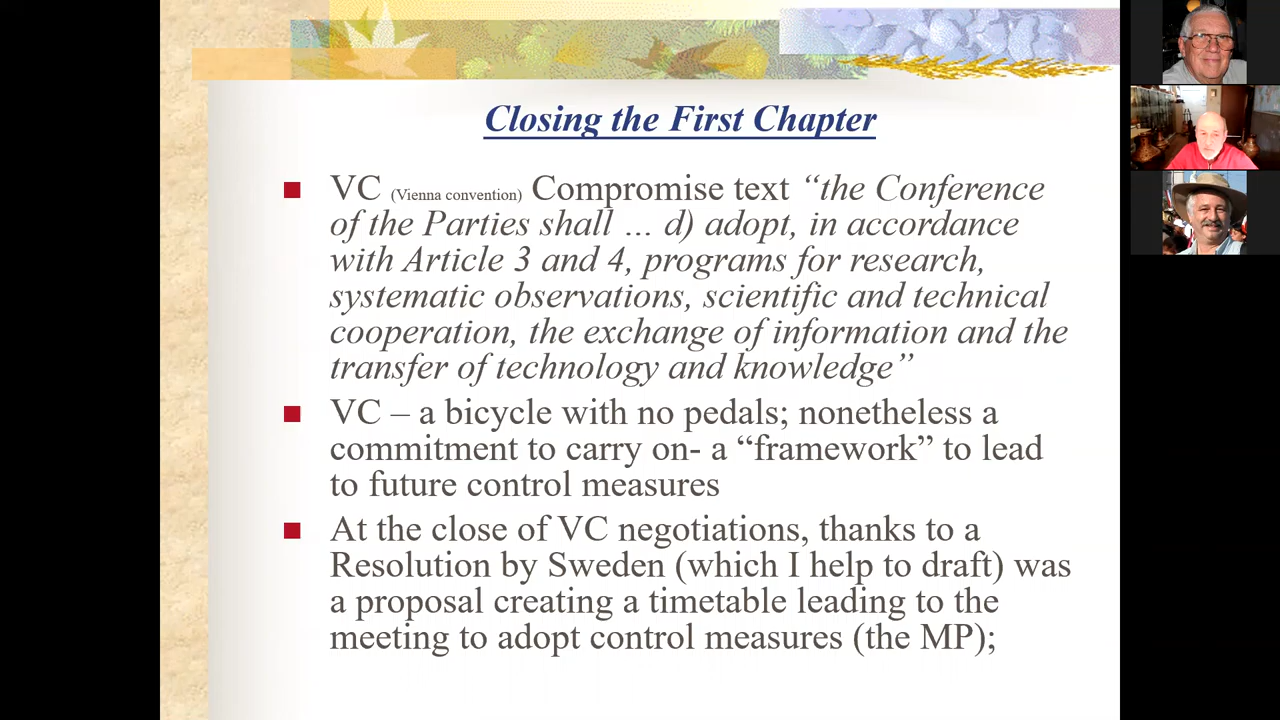 Closing the First Chapter
VC (Vienna convention) Compromise text “the Conference
of the Parties shall … d) adopt, in accordance
with Article 3 and 4, programs for research,
systematic observations, scientific and technical
cooperation, the exchange of information and the
transfer of technology and knowledge”
VC – a bicycle with no pedals; nonetheless a
commitment to carry on- a “framework” to lead
to future control measures
At the close of VC negotiations, thanks to a
Resolution by Sweden (which I help to draft) was
a proposal creating a timetable leading to the
meeting to adopt control measures (the MP);